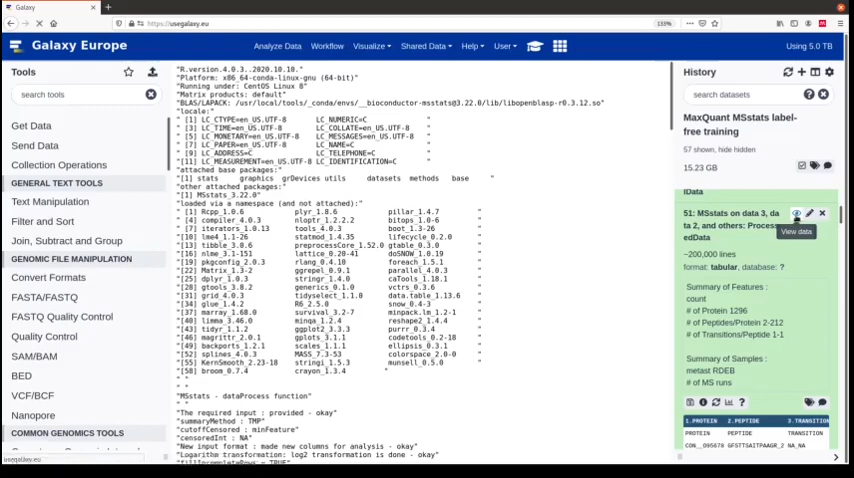 Galaxy
https://usegalaxy.eu
133%
Galaxy Europe
Analyze Data
Workflow
Visualize
Shared Data
Help
User
Using 5.0 TB
Tools
search tools
Get Data
Send Data
Collection Operations
GENERAL TEXT TOOLS
Text Manipulation
Filter and Sort
Join, Subtract and Group
GENOMIC FILE MANIPULATION
Convert Formats
FASTA/FASTQ
FASTQ Quality Control
Quality Control
SAM/BAM
BED
VCF/BCF
Nanopore
COMMON GENOMICS TOOLS
usegalaxy.eu
"R.version.4.0.3..2020.10.10."
"Platform: x86_64-conda-linux-gnu (64-bit)"
"Running under: CentOS Linux 8"
"Matrix products: default"
"BLAS/LAPACK: /usr/local/tools/_conda/envs/__bioconductor-msstats@3.22.0/lib/libopenblasp-r0.3.12.so"
"locale:"
" [1] LC_CTYPE=en_US.UTF-8 LC_NUMERIC=C "
" [3] LC_TIME=en_US.UTF-8 LC_COLLATE=en_US.UTF-8 "
" [5] LC_MONETARY=en_US.UTF-8 LC_MESSAGES=en_US.UTF-8 "
" [7] LC_PAPER=en_US.UTF-8 LC_NAME=C "
" [9] LC_ADDRESS=C LC_TELEPHONE=C "
"[11] LC_MEASUREMENT=en_US.UTF-8 LC_IDENTIFICATION=C "
"attached base packages:"
"[1] stats graphics grDevices utils datasets methods base "
"other attached packages:"
"[1] MSstats_3.22.0"
"loaded via a namespace (and not attached):"
" [1] Rcpp_1.0.6 plyr_1.8.6 pillar_1.4.7 "
" [4] compiler_4.0.3 nloptr_1.2.2.2 bitops_1.0-6 "
" [7] iterators_1.0.13 tools_4.0.3 boot_1.3-26 "
"[10] lme4_1.1-26 statmod_1.4.35 lifecycle_0.2.0 "
"[13] tibble_3.0.6 preprocessCore_1.52.0 gtable_0.3.0 "
"[16] nlme_3.1-151 lattice_0.20-41 doSNOW_1.0.19 "
"[19] pkgconfig_2.0.3 rlang_0.4.10 foreach_1.5.1 "
"[22] Matrix_1.3-2 ggrepel_0.9.1 parallel_4.0.3 "
"[25] dplyr_1.0.3 stringr_1.4.0 caTools_1.18.1 "
"[28] gtools_3.8.2 generics_0.1.0 vctrs_0.3.6 "
"[31] grid_4.0.3 tidyselect_1.1.0 data.table_1.13.6 "
"[34] glue_1.4.2 R6_2.5.0 snow_0.4-3 "
"[37] marray_1.68.0 survival_3.2-7 minpack.lm_1.2-1 "
"[40] limma_3.46.0 minqa_1.2.4 reshape2_1.4.4 "
"[43] tidyr_1.1.2 ggplot2_3.3.3 purrr_0.3.4 "
"[46] magrittr_2.0.1 gplots_3.1.1 codetools_0.2-18 "
"[49] backports_1.2.1 scales_1.1.1 ellipsis_0.3.1 "
"[52] splines_4.0.3 MASS_7.3-53 colorspace_2.0-0 "
"[55] KernSmooth_2.23-18 stringi_1.5.3 munsell_0.5.0 "
"[58] broom_0.7.4 crayon_1.3.4 "
" "
" "
"MSstats - dataProcess function"
" "
"The required input : provided - okay"
"summaryMethod : TMP"
"cutoffCensored : minFeature"
"censoredInt : NA"
"New input format : made new columns for analysis - okay"
"Logarithm transformation: log2 transformation is done - okay"
"fillIncompleteRows = TRUE"
History
search datasets
MaxQuant MSstats label-
free training
57 shown, hide hidden
15.23 GB
lData
51: MSstats on data 3, da
ta 2, and others: Process
edData
View data
~200,000 lines
format: tabular, database: ?
Summary of Features :
count
# of Protein 1296
# of Peptides/Protein 2-212
# of Transitions/Peptide 1-1
Summary of Samples :
metast RDEB
# of MS runs
1.PROTEIN 2.PEPTIDE 3.TRANSITION
PROTEIN PEPTIDE TRANSITION
GFSTTSAITPAAGR_2 NA_NA